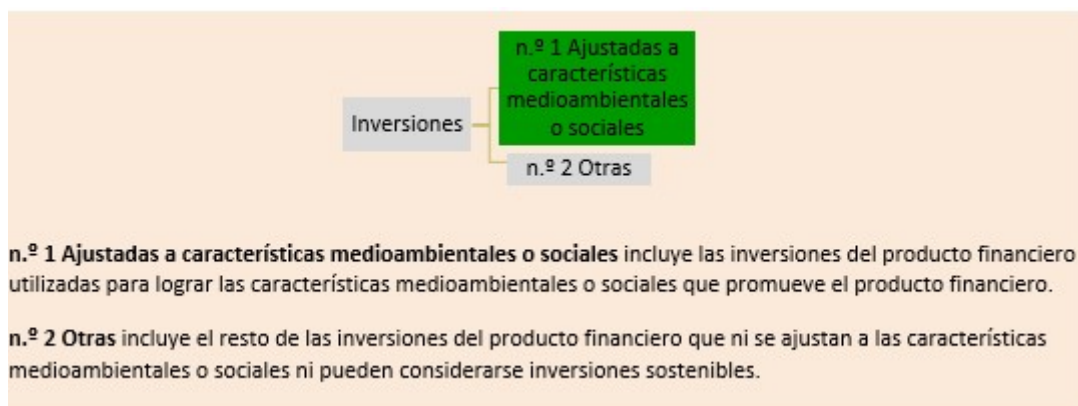 n.º 1 Ajustadas a
características
medioambientales
o sociales
Inversiones
n.º 2 Otras
n.º 1 Ajustadas a características medioambientales o sociales incluye las inversiones del producto financiero
utilizadas para lograr las características medioambientales o sociales que promueve el producto financiero.
n.º 2 Otras incluye el resto de las inversiones del producto financiero que ni se ajustan a las características
medioambientales o sociales ni pueden considerarse inversiones sostenibles.